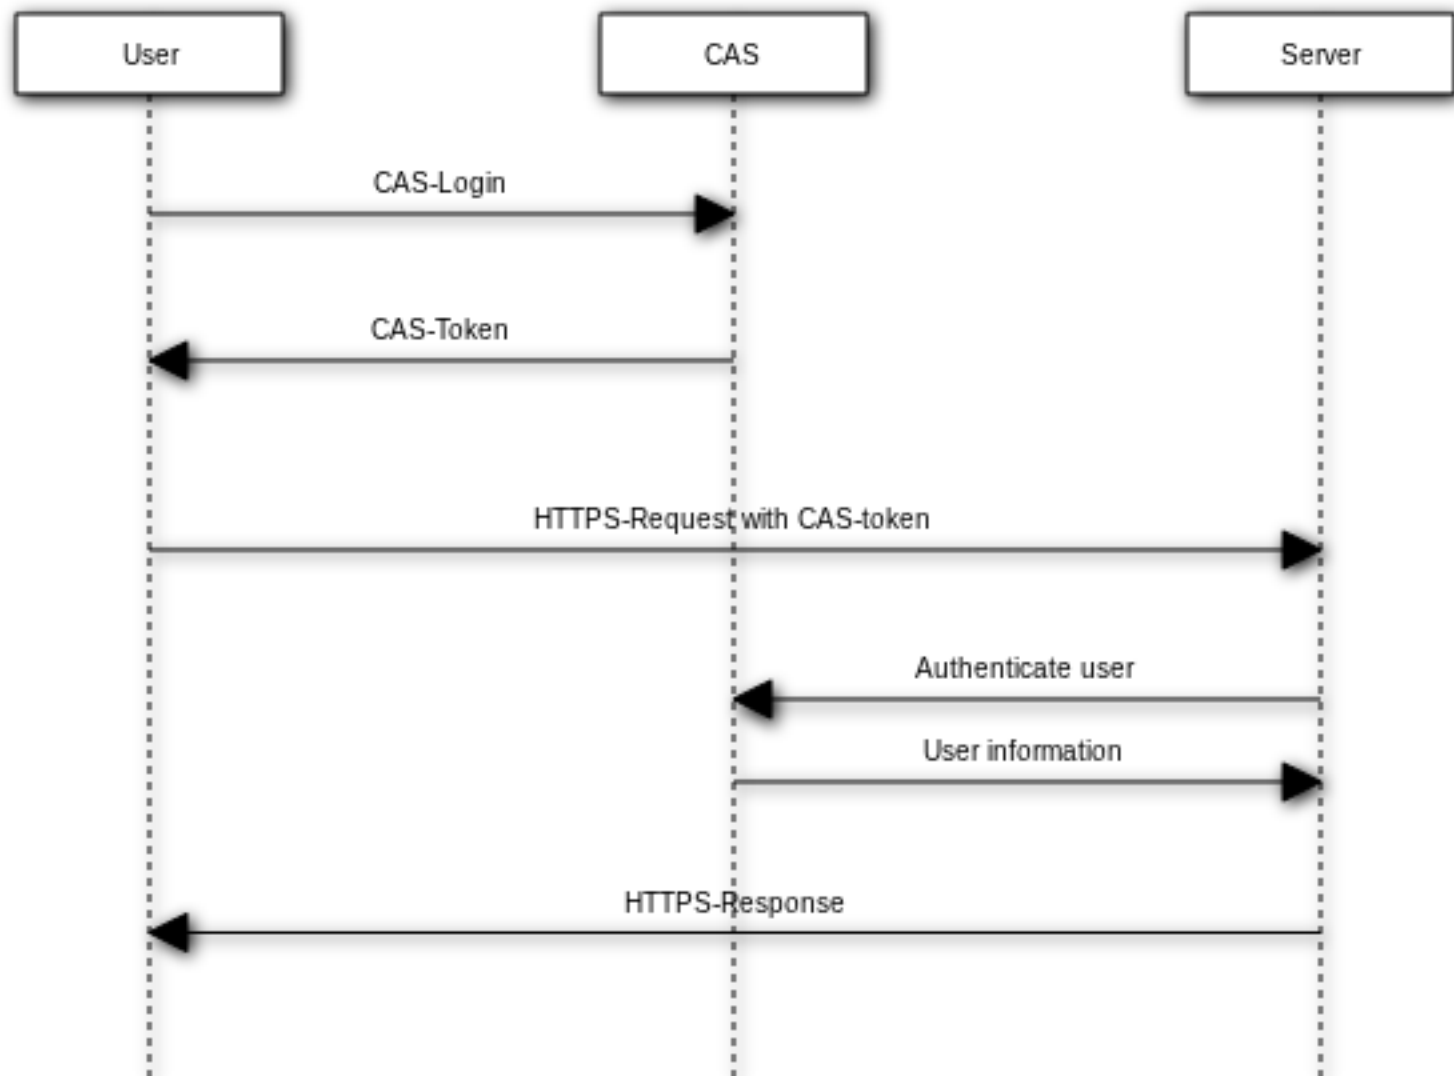 User
CAS
Server
CAS-Login
CAS-Token
HTTPS-Request with CAS-token
Authenticate user
User information
HTTPS-Response